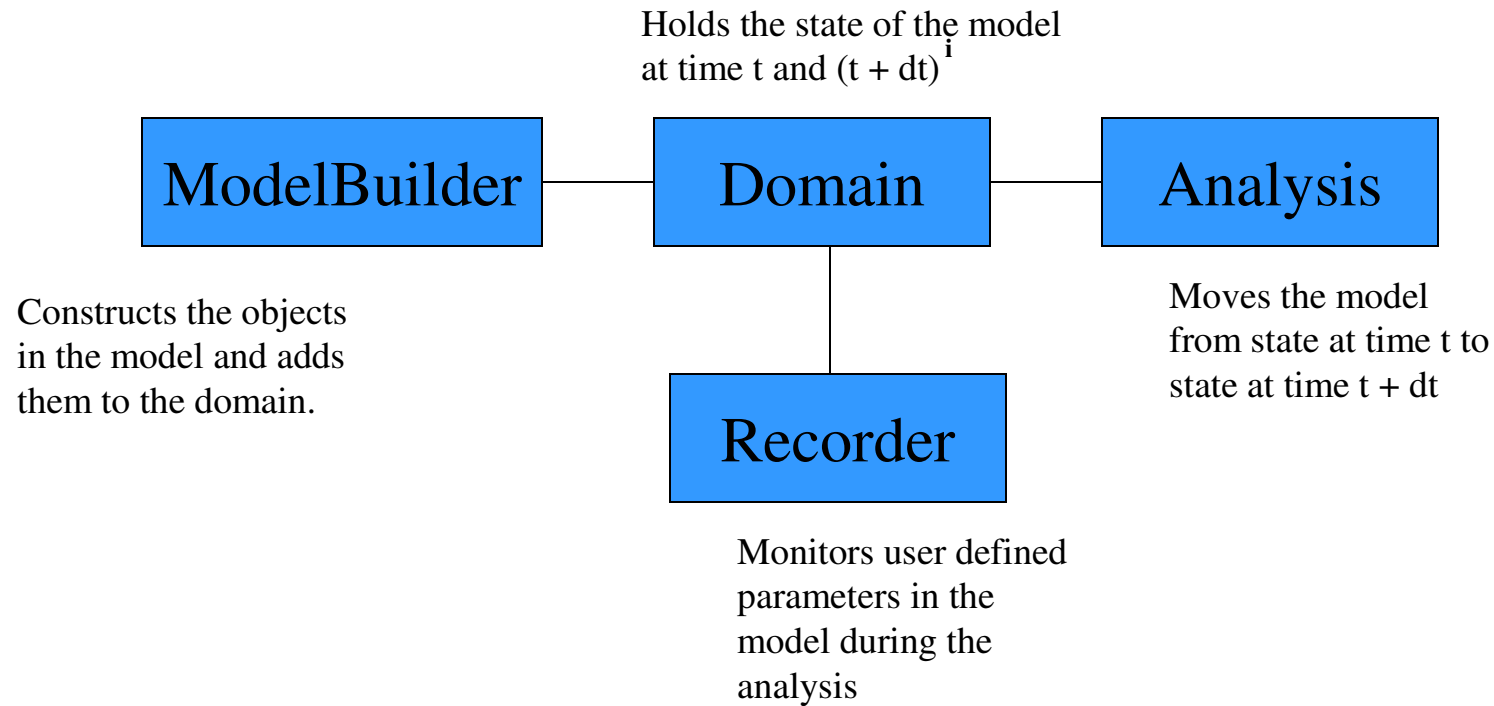 Holds the state of the model
at time t and (t + dt)^i
ModelBuilder
Domain
Analysis
Constructs the objects
in the model and adds
them to the domain.
Moves the model
from state at time t to
state at time t + dt
Recorder
Monitors user defined
parameters in the
model during the
analysis